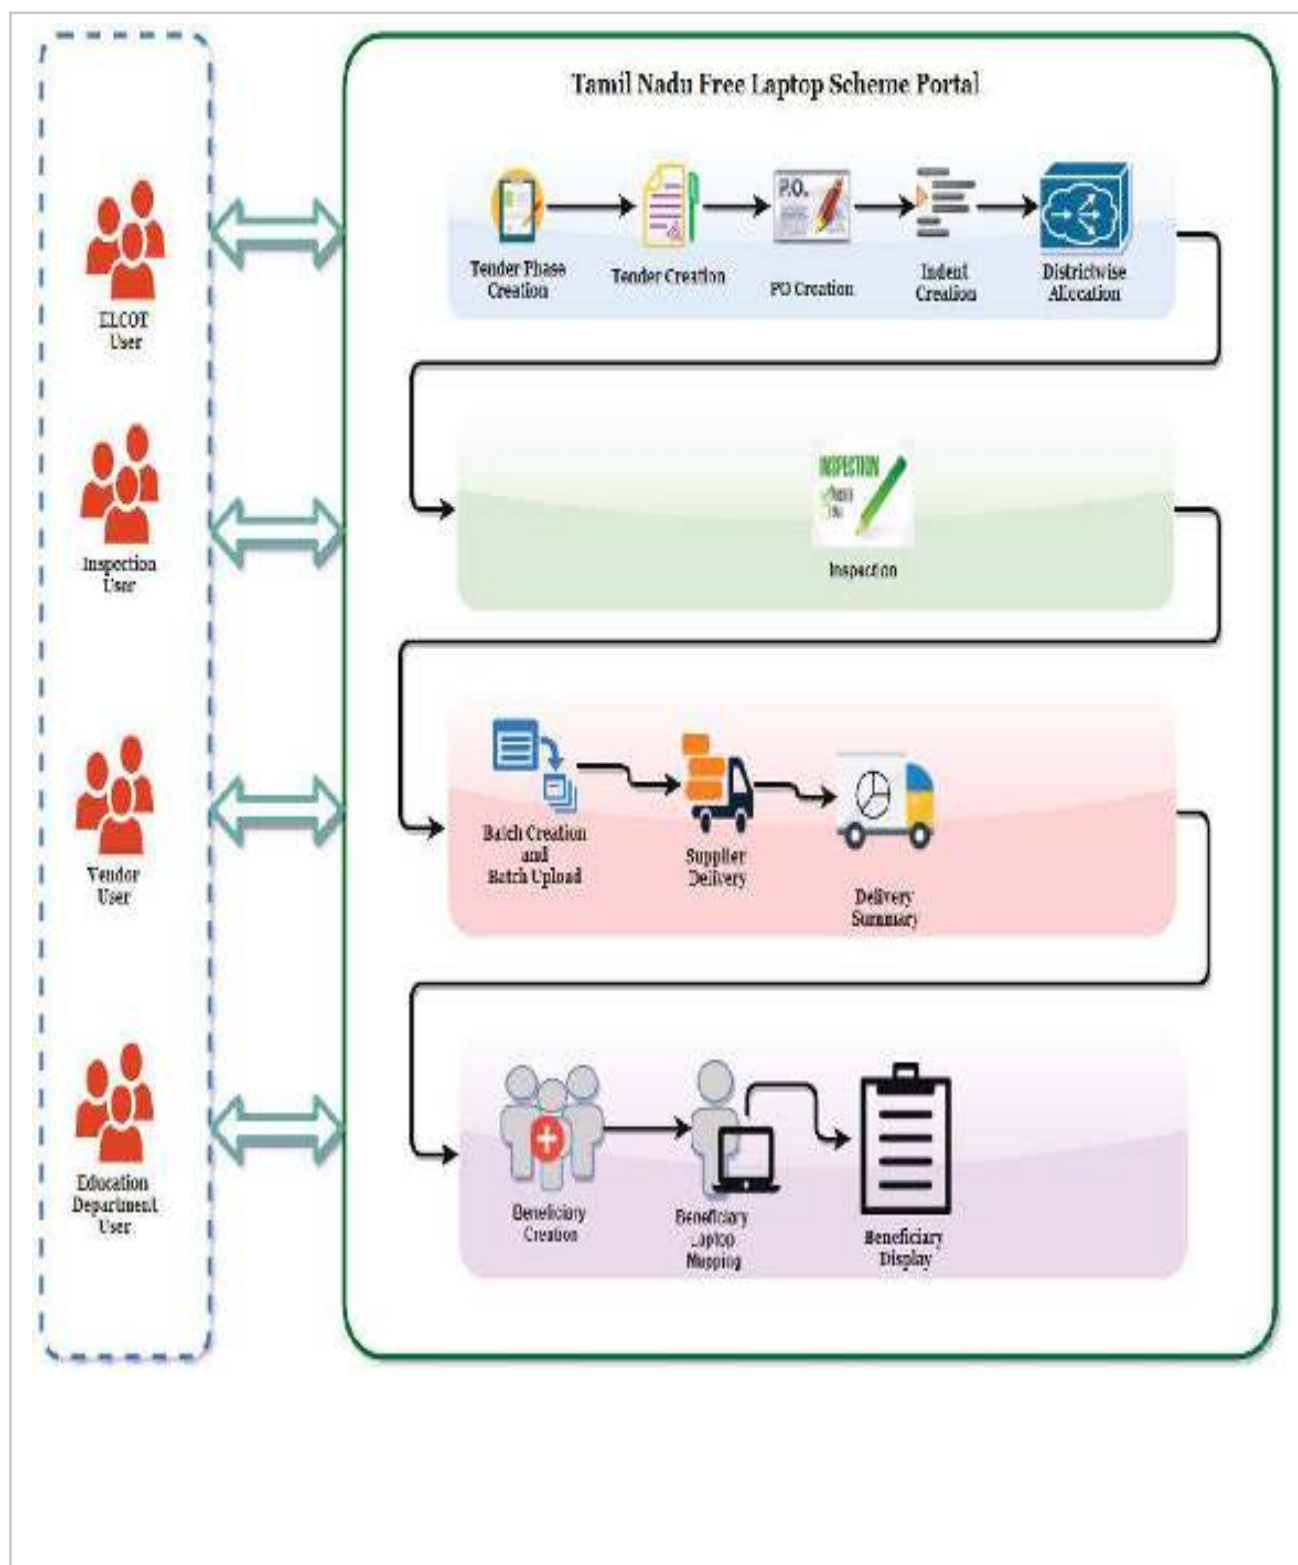 Tamil Nadu Free Laptop Scheme Portal
Tender Phase
Creation
Tender Creation
PO Creation
Indent
Creation
Districtwise
Allocation
P.O.
ELCOT
User
INSPECTION
Inspection
Inspection
User
Batch Creation
and
Batch Upload
Supplier
Delivery
Delivery
Summary
Vendor
User
Beneficiary
Creation
Beneficiary
Laptop
Mapping
Beneficiary
Display
Education
Department
User